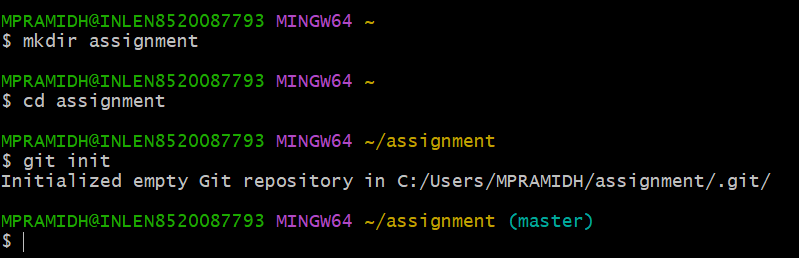 MPRAMIDH@INLEN8520087793 MINGW64 ~
$ mkdir assignment
MPRAMIDH@INLEN8520087793 MINGW64 ~
$ cd assignment
MPRAMIDH@INLEN8520087793 MINGW64 ~/assignment
$ git init
Initialized empty Git repository in C:/Users/MPRAMIDH/assignment/.git/
MPRAMIDH@INLEN8520087793 MINGW64 ~/assignment (master)
$